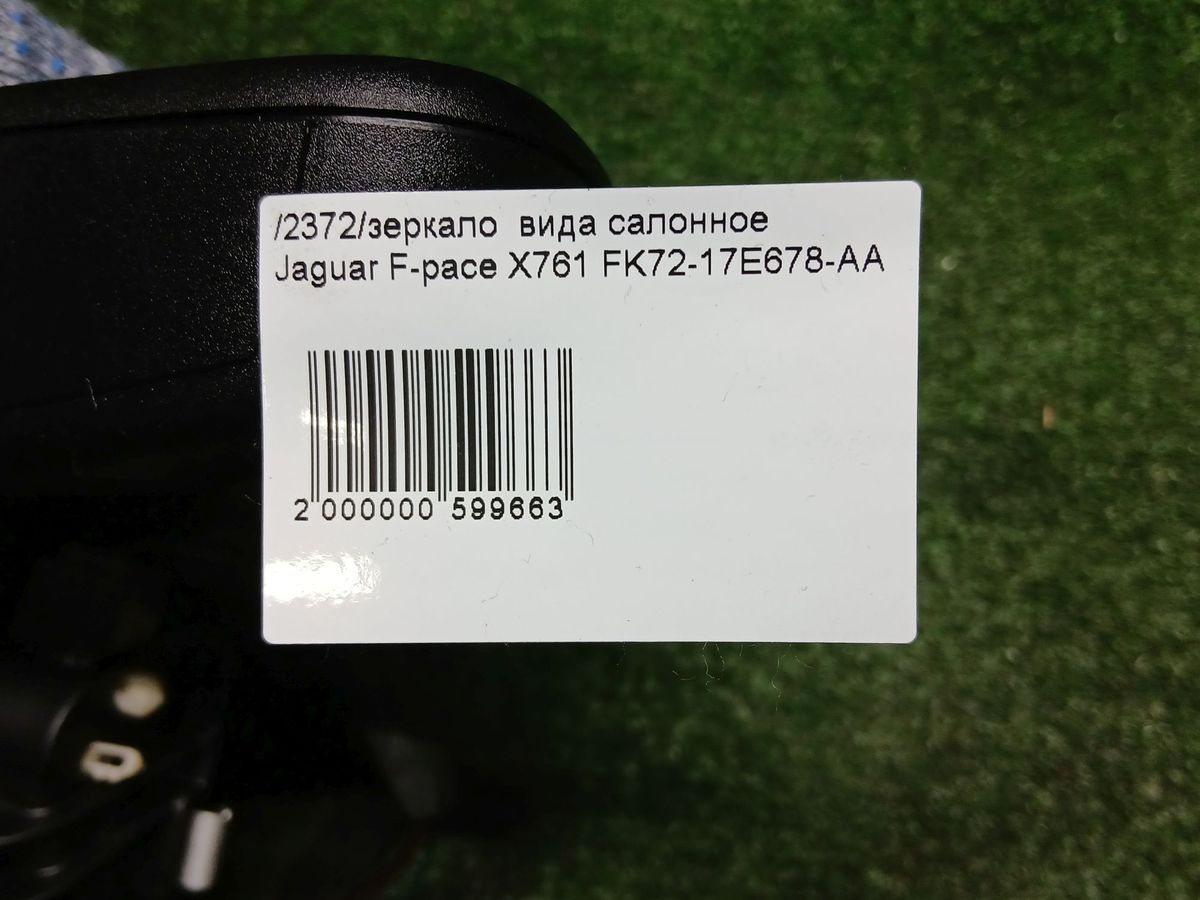 /2372/зеркало вида салонное
Jaguar F-pace X761 FK72-17E678-AA
2 000000 599663